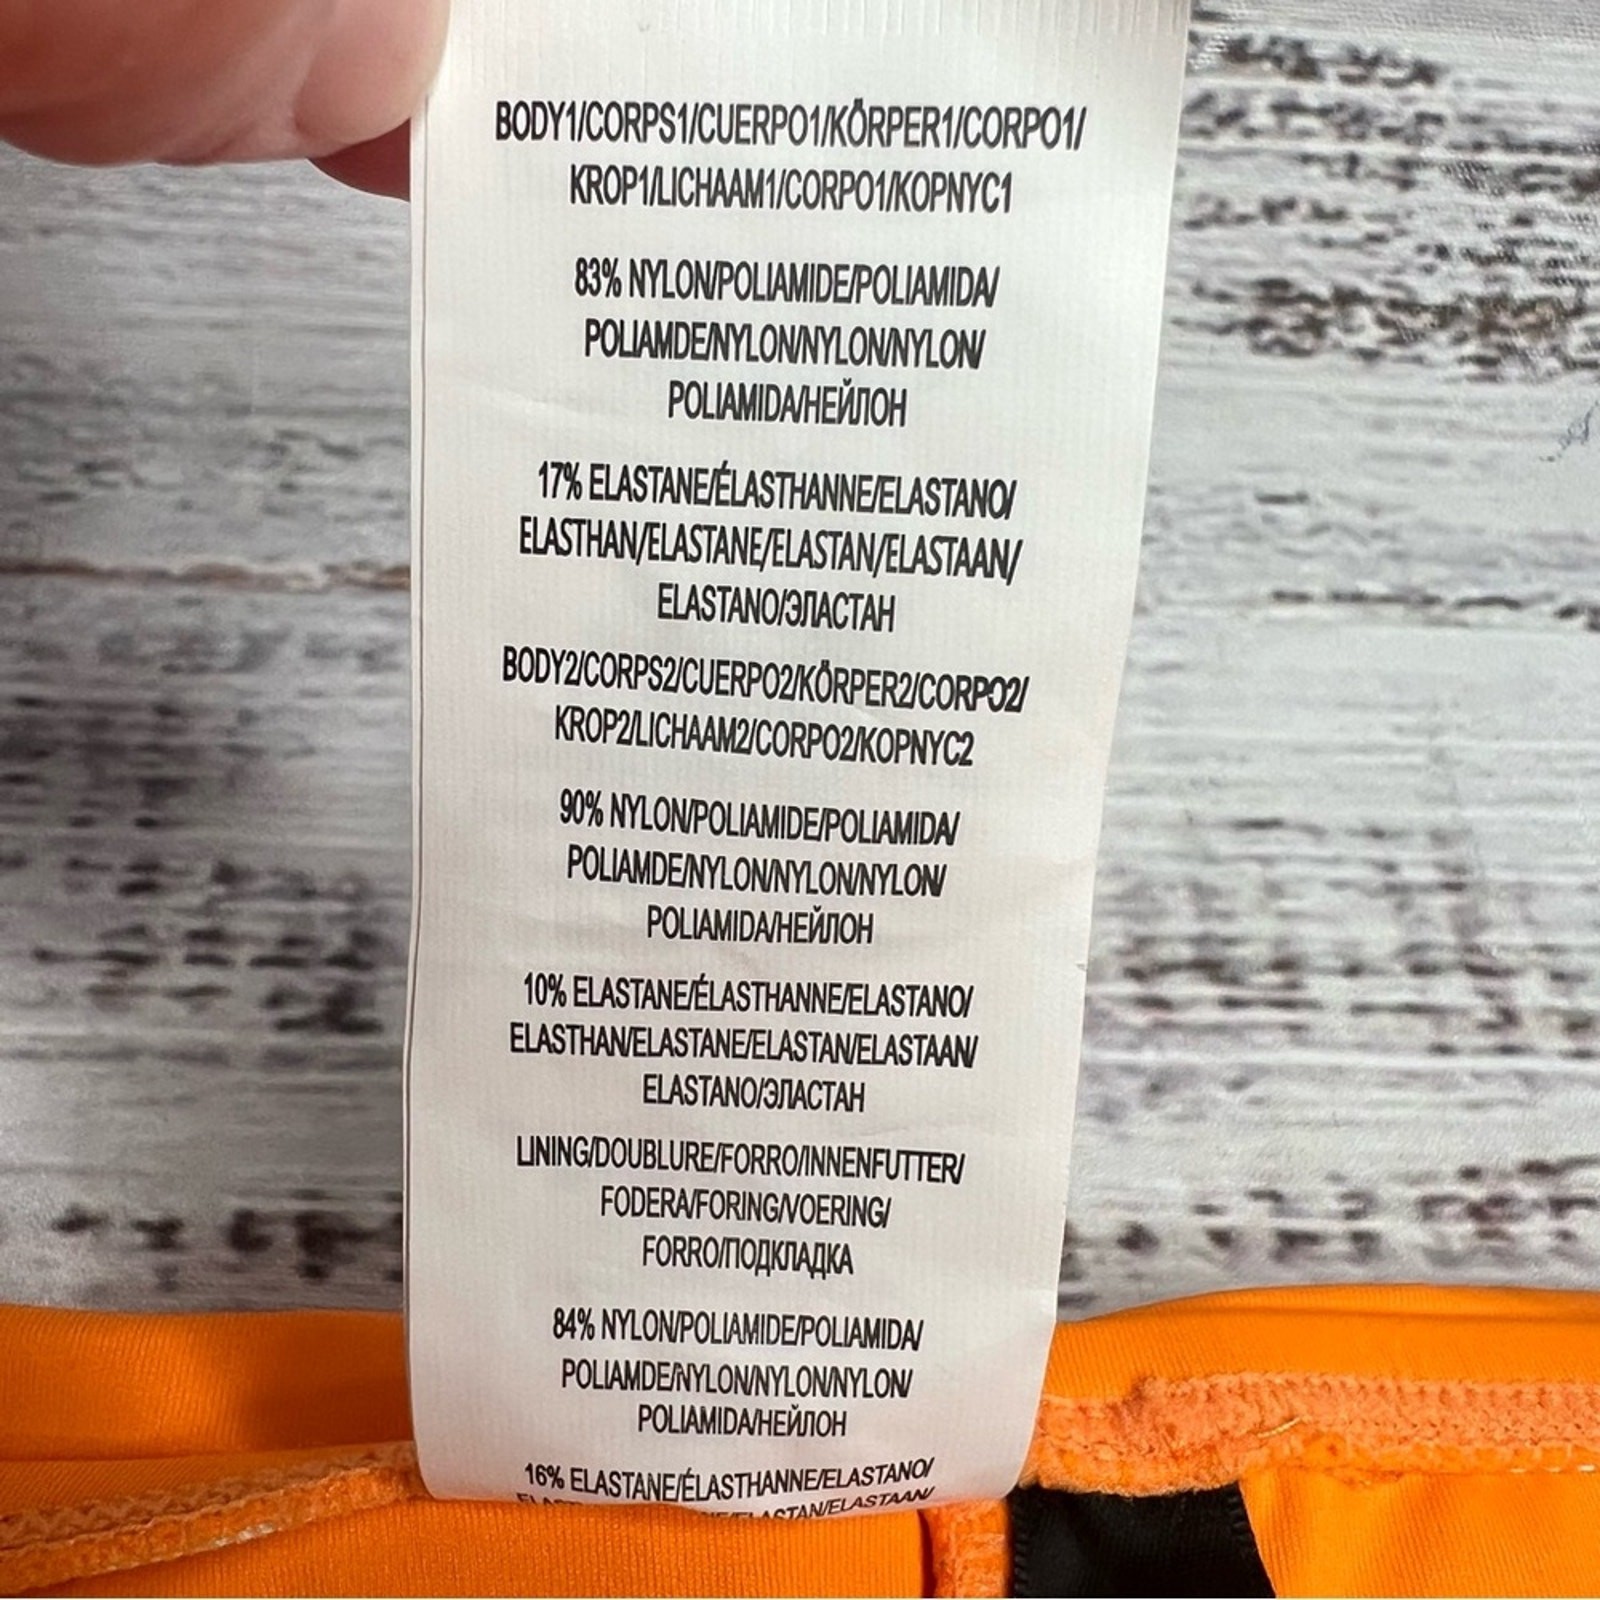 BODY1/CORPS1/CUERPO1/KÖRPER1/CORPO1/
KROP1/LICHAAM1/CORPO1/KOPNYC1
83% NYLON/POLIAMIDE/POLIAMIDA/
POLIAMDE/NYLON/NYLON/NYLON/
POLIAMIDA/НЕЙЛОН
17% ELASTANE/ÉLASTHANNE/ELASTANO/
ELASTHAN/ELASTANE/ELASTAN/ELASTAAN/
ELASTANO/ЭЛАСТАН
BODY2/CORPS2/CUERPO2/KÖRPER2/CORPO2/
KROP2/LICHAAM2/CORPO2/KOPNYC2
90% NYLON/POLIAMIDE/POLIAMIDA/
POLIAMDE/NYLON/NYLON/NYLON/
POLIAMIDA/НЕЙЛОН
10% ELASTANE/ÉLASTHANNE/ELASTANO/
ELASTHAN/ELASTANE/ELASTAN/ELASTAAN/
ELASTANO/ЭЛАСТАН
LINING/DOUBLURE/FORRO/INNENFUTTER/
FODERA/FORING/VOERING/
FORRO/ПОДКЛАДКА
84% NYLON/POLIAMIDE/POLIAMIDA/
POLIAMDE/NYLON/NYLON/NYLON/
POLIAMIDA/НЕЙЛОН
16% ELASTANE/ÉLASTHANNE/ELASTANO/
ELASTAN/ELASTAAN/